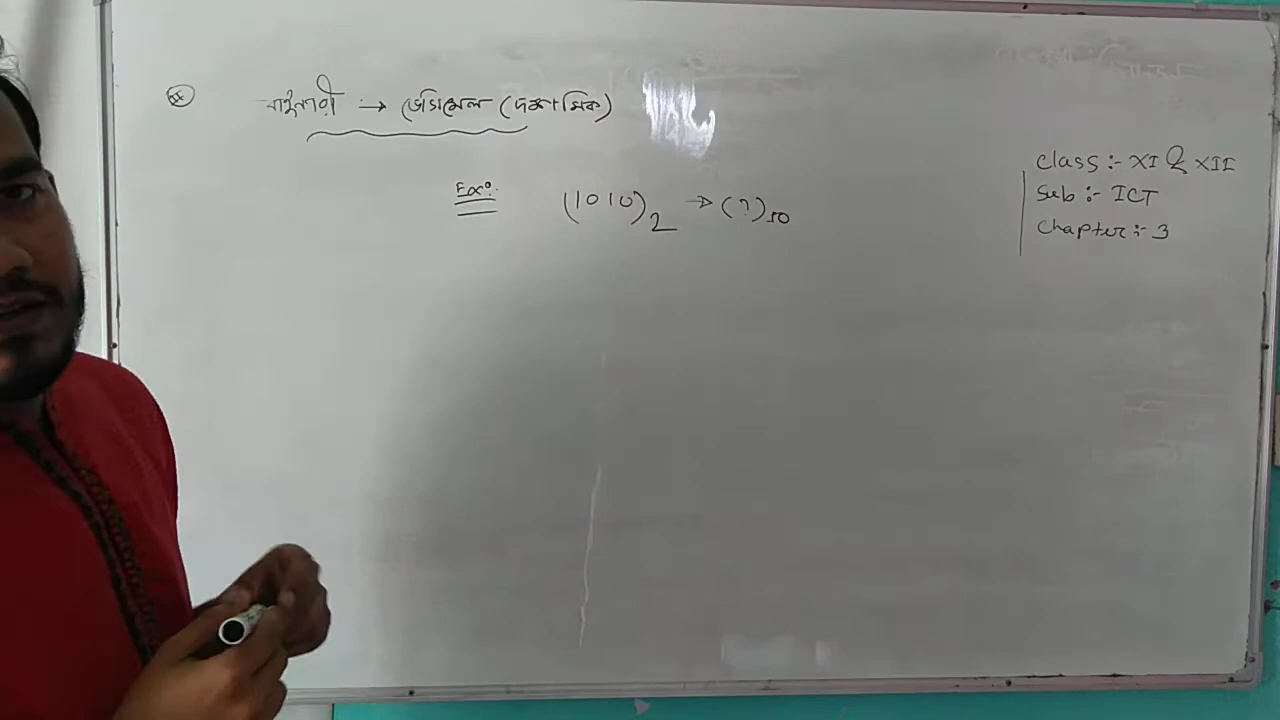 বাইনারী → ডেসিমেল (দশমিক)
Ex:
(1010)₂ → (?)₁₀
Class :- XI & XII
Sub :- ICT
Chapter :- 3